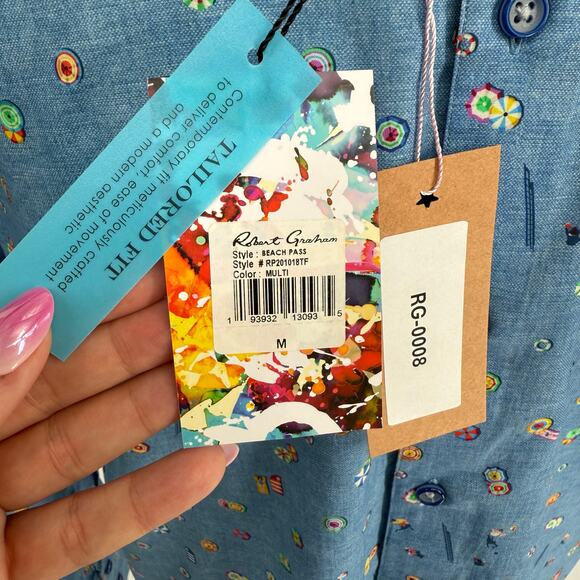 TAILORED FIT
Contemporary fit meticulously crafted
to deliver comfort, ease of movement
and a modern aesthetic
Robert Graham
Style : BEACH PASS
Style # RP201018TF
Color : MULTI
1 93932 13093 5
M
RG-0008